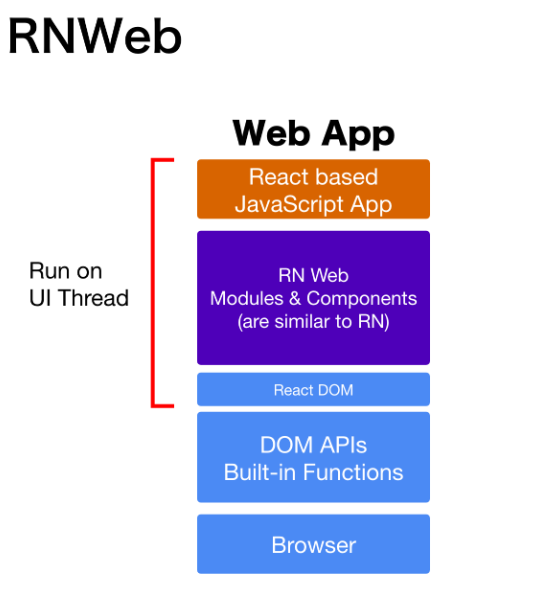 RNWeb
Web App
React based
JavaScript App
Run on
UI Thread
RN Web
Modules & Components
(are similar to RN)
React DOM
DOM APIs
Built-in Functions
Browser